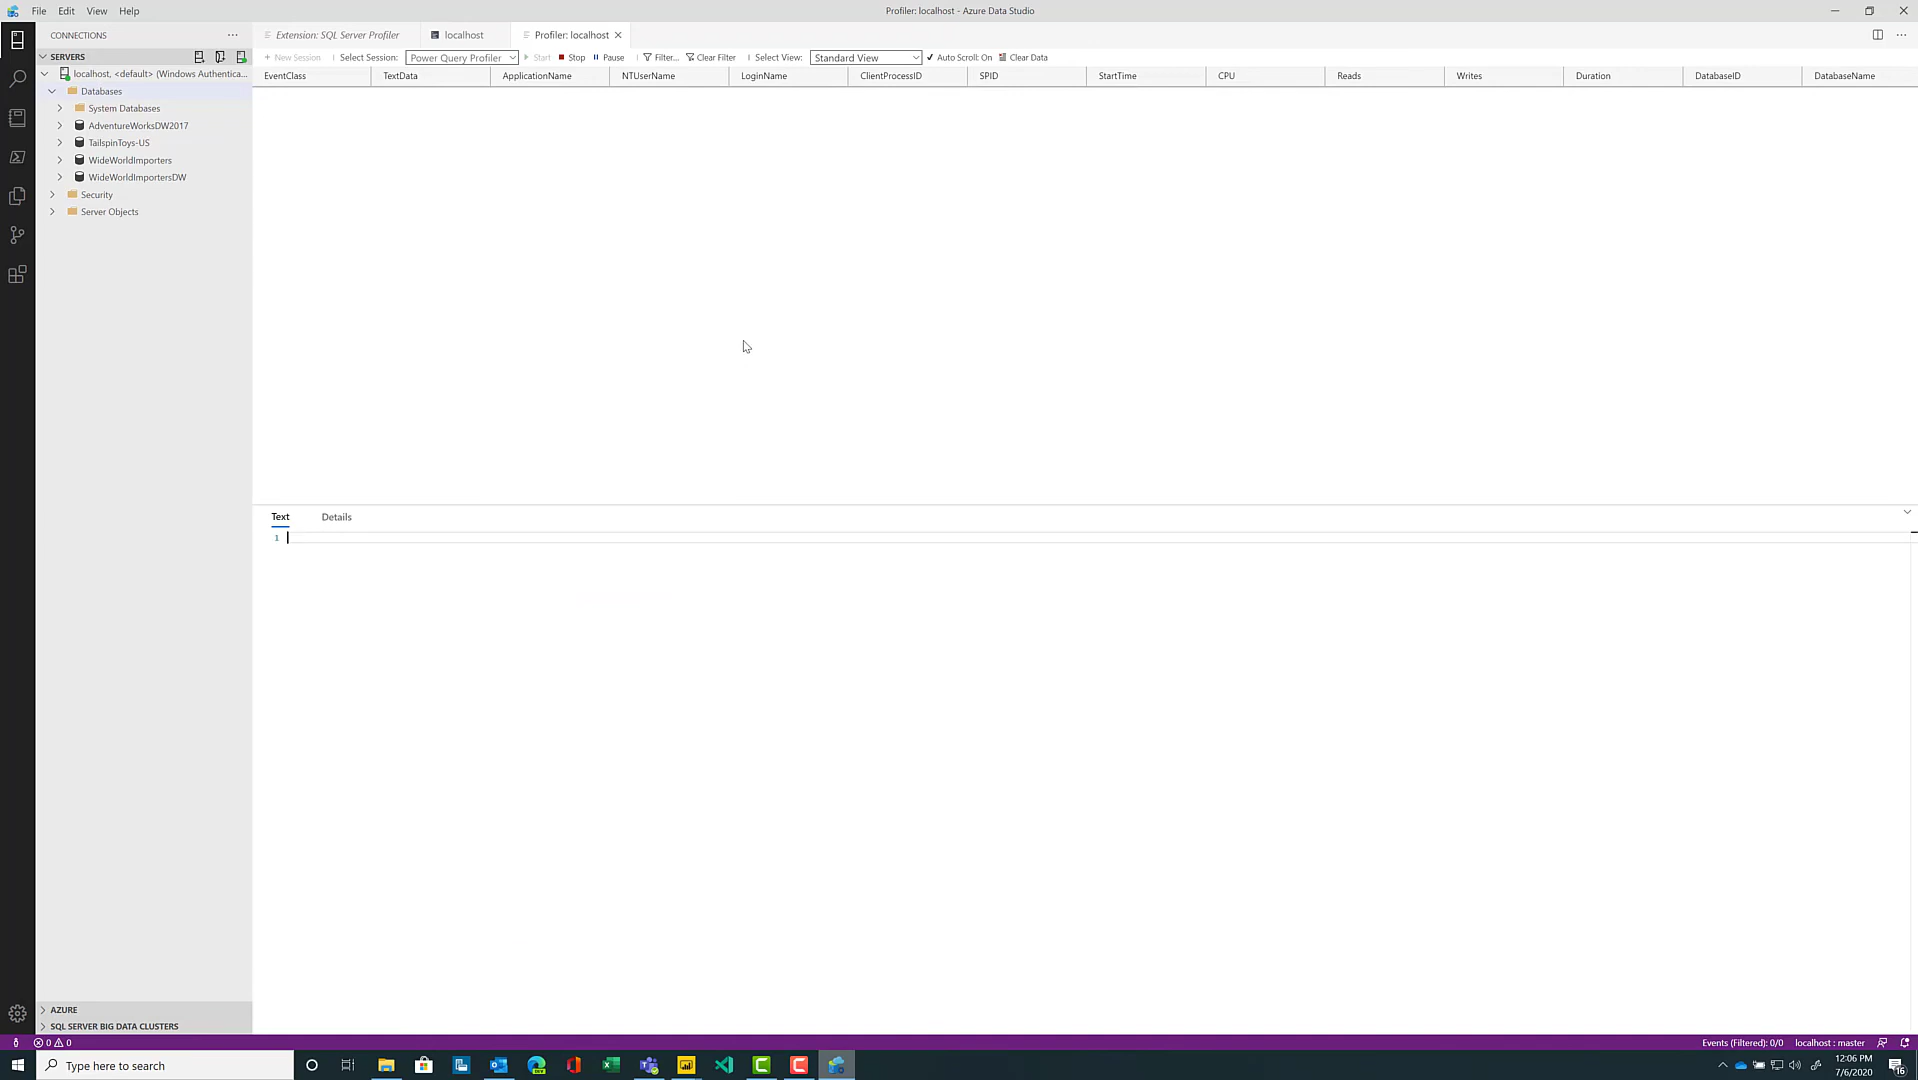 File Edit View Help
Profiler: localhost - Azure Data Studio
CONNECTIONS
Extension: SQL Server Profiler
localhost
Profiler: localhost
SERVERS
New Session
Select Session:
Power Query Profiler
Start
Stop
Pause
Filter...
Clear Filter
Select View:
Standard View
Auto Scroll: On
Clear Data
localhost, <default> (Windows Authentica...
Databases
System Databases
AdventureWorksDW2017
TailspinToys-US
WideWorldImporters
WideWorldImportersDW
Security
Server Objects
EventClass TextData ApplicationName NTUserName LoginName ClientProcessID SPID StartTime CPU Reads Writes Duration DatabaseID DatabaseName
Text Details
1
AZURE
SQL SERVER BIG DATA CLUSTERS
0 0
Events (Filtered): 0/0
localhost : master
Type here to search
DEV
12:06 PM
7/6/2020
16